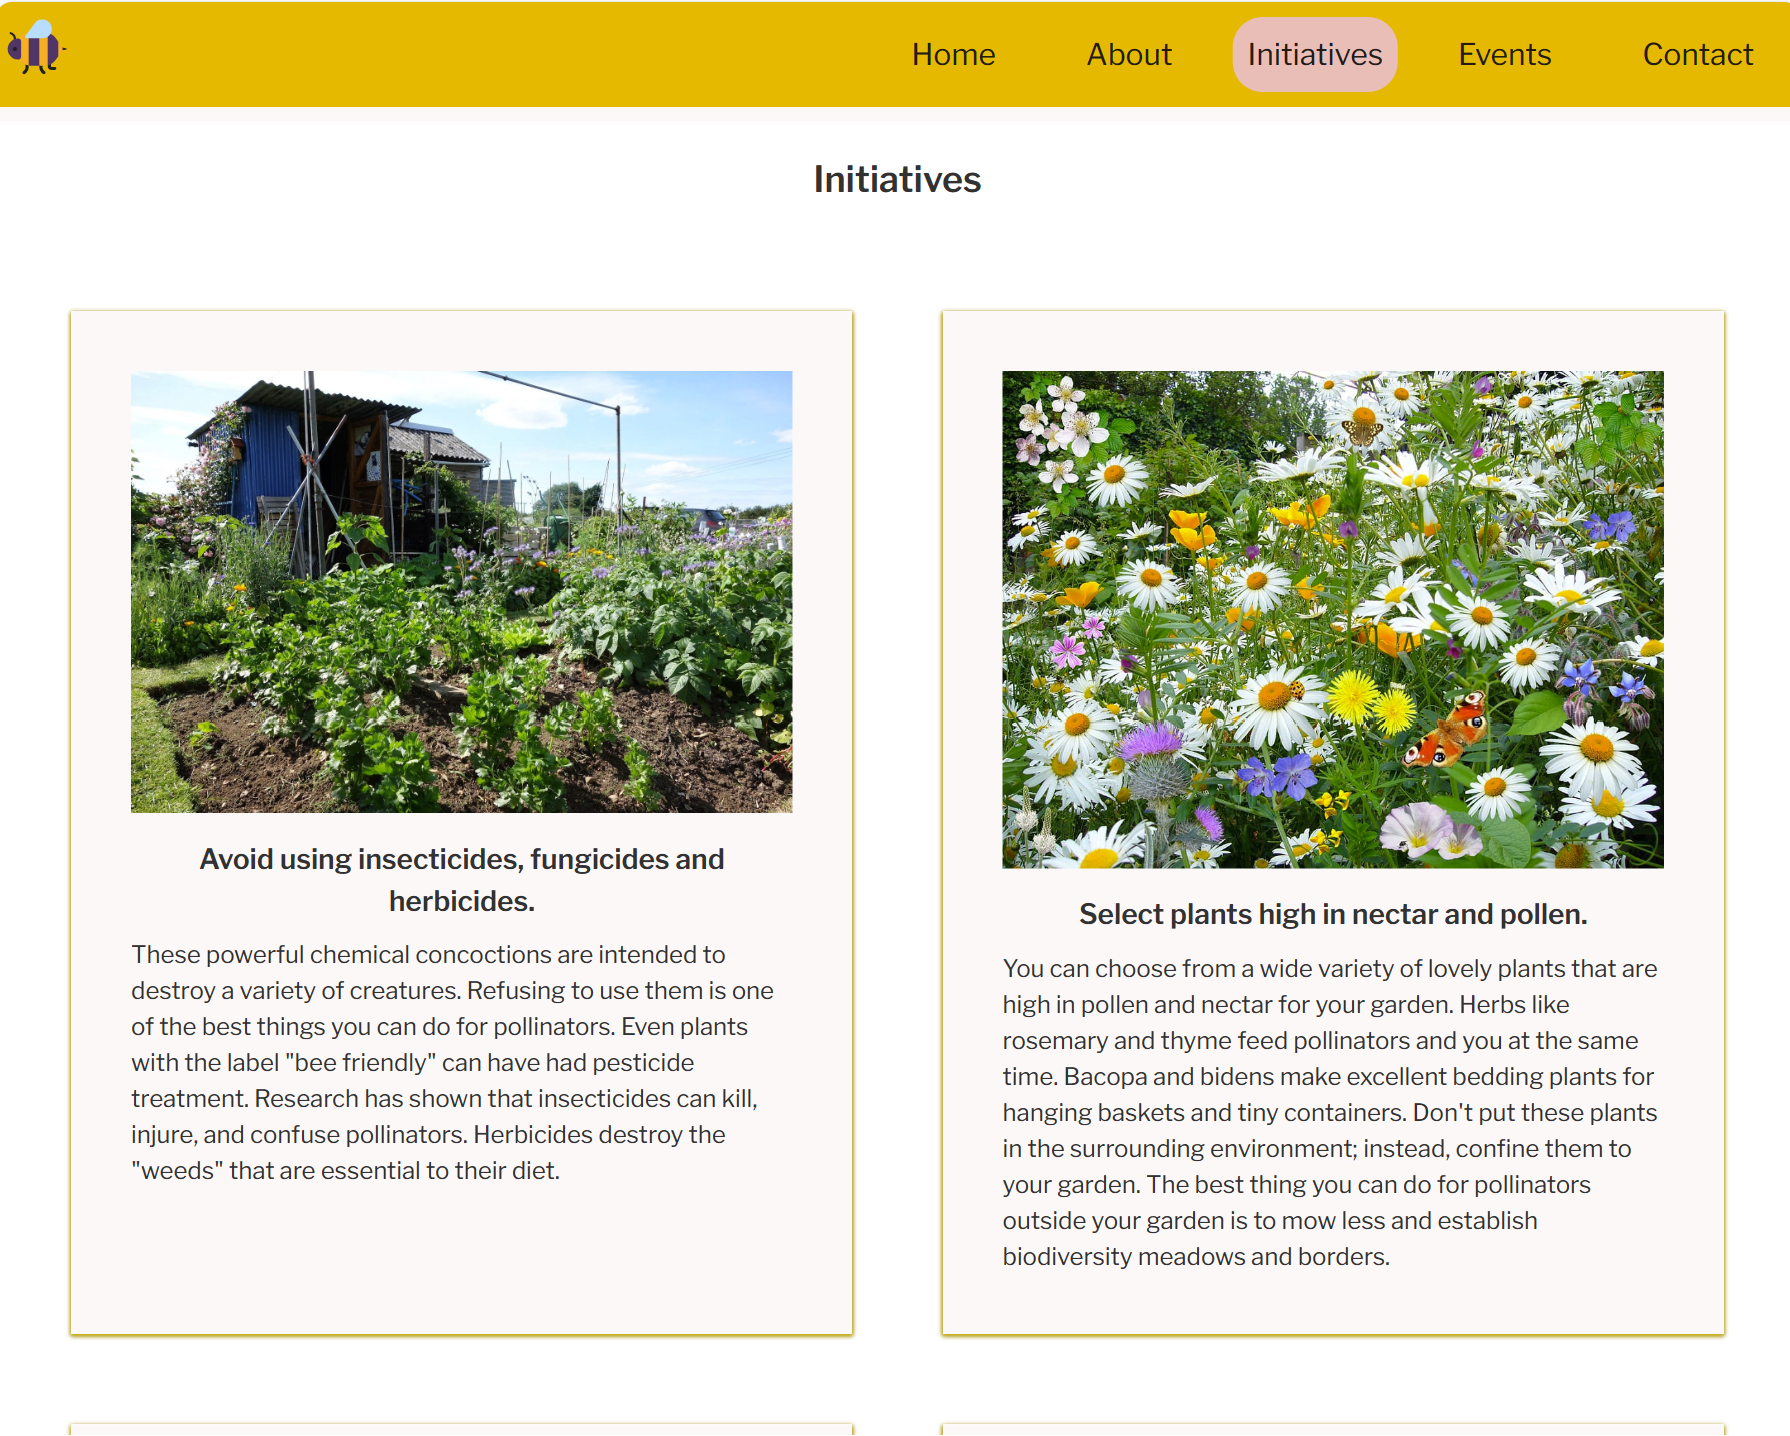 Home
About
Initiatives
Events
Contact
Initiatives
Avoid using insecticides, fungicides and
herbicides.
These powerful chemical concoctions are intended to
destroy a variety of creatures. Refusing to use them is one
of the best things you can do for pollinators. Even plants
with the label "bee friendly" can have had pesticide
treatment. Research has shown that insecticides can kill,
injure, and confuse pollinators. Herbicides destroy the
"weeds" that are essential to their diet.
Select plants high in nectar and pollen.
You can choose from a wide variety of lovely plants that are
high in pollen and nectar for your garden. Herbs like
rosemary and thyme feed pollinators and you at the same
time. Bacopa and bidens make excellent bedding plants for
hanging baskets and tiny containers. Don't put these plants
in the surrounding environment; instead, confine them to
your garden. The best thing you can do for pollinators
outside your garden is to mow less and establish
biodiversity meadows and borders.